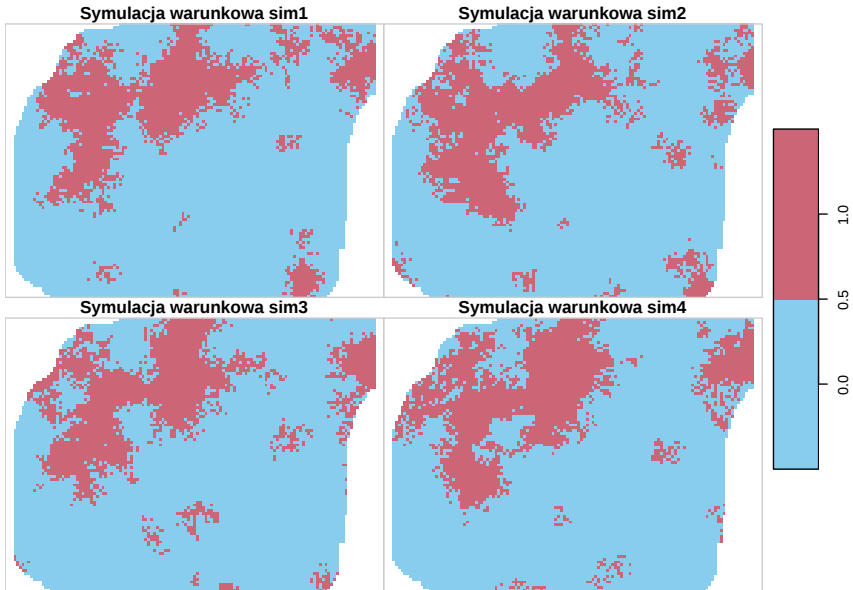 Symulacja warunkowa sim1
Symulacja warunkowa sim2
Symulacja warunkowa sim3
Symulacja warunkowa sim4
1.0
0.5
0.0